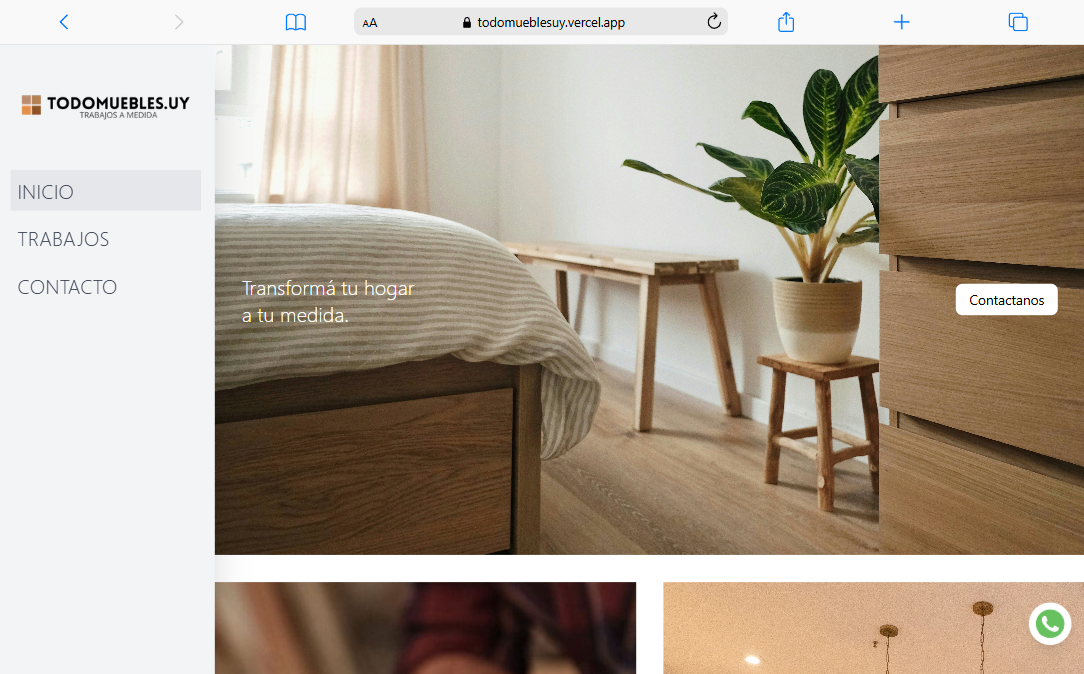 AA
todomueblesuy.vercel.app
TODOMUEBLES.UY
TRABAJOS A MEDIDA
INICIO
TRABAJOS
CONTACTO
Transformá tu hogar
a tu medida.
Contactanos